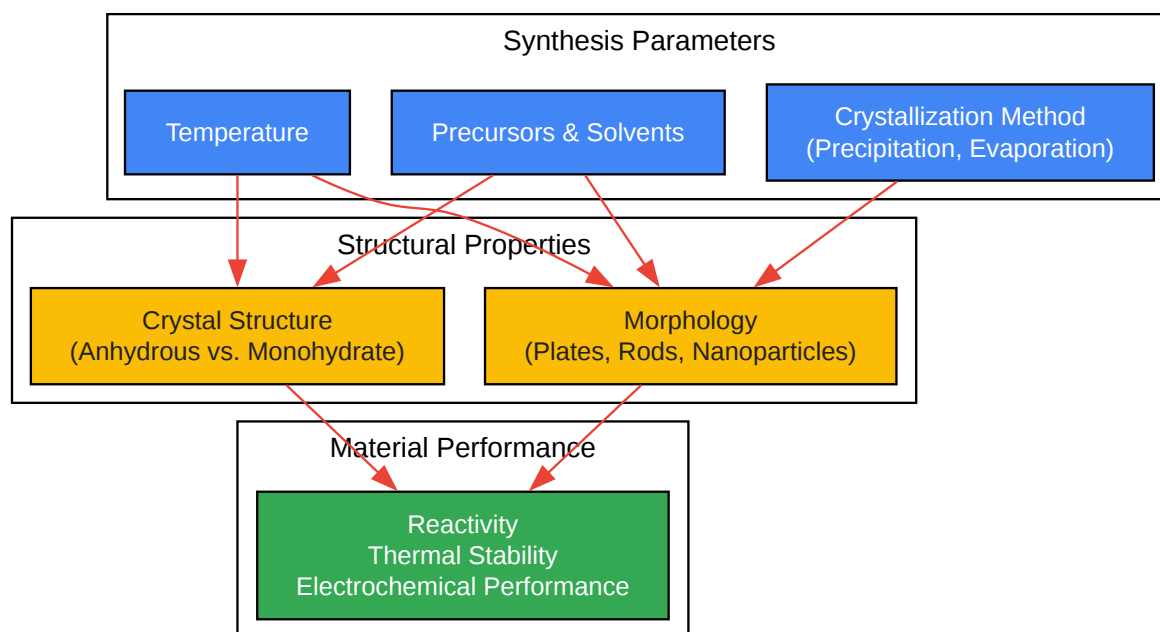 Synthesis Parameters
Temperature
Precursors & Solvents
Crystallization Method
(Precipitation, Evaporation)
Structural Properties
Crystal Structure
(Anhydrous vs. Monohydrate)
Morphology
(Plates, Rods, Nanoparticles)
Material Performance
Reactivity
Thermal Stability
Electrochemical Performance